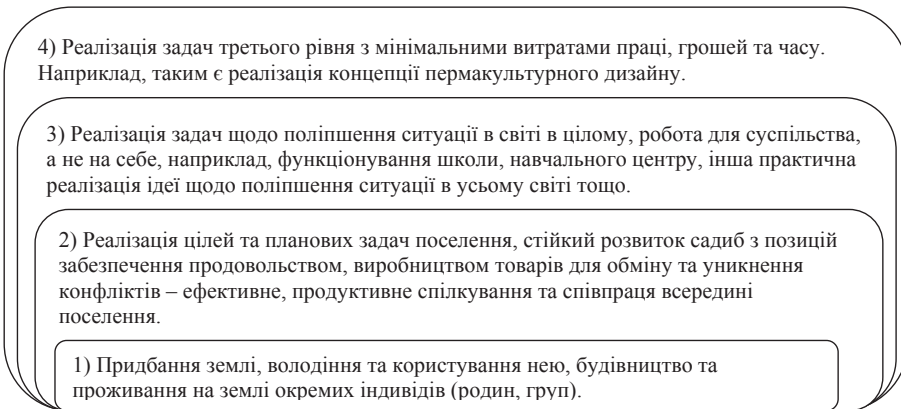 4) Реалізація задач третього рівня з мінімальними витратами праці, грошей та часу.
Наприклад, таким є реалізація концепції пермакультурного дизайну.
3) Реалізація задач щодо поліпшення ситуації в світі в цілому, робота для суспільства,
а не на себе, наприклад, функціонування школи, навчального центру, інша практична
реалізація ідеї щодо поліпшення ситуації в усьому світі тощо.
2) Реалізація цілей та планових задач поселення, стійкий розвиток садиб з позицій
забезпечення продовольством, виробництвом товарів для обміну та уникнення
конфліктів – ефективне, продуктивне спілкування та співпраця всередині
поселення.
1) Придбання землі, володіння та користування нею, будівництво та
проживання на землі окремих індивідів (родин, груп).